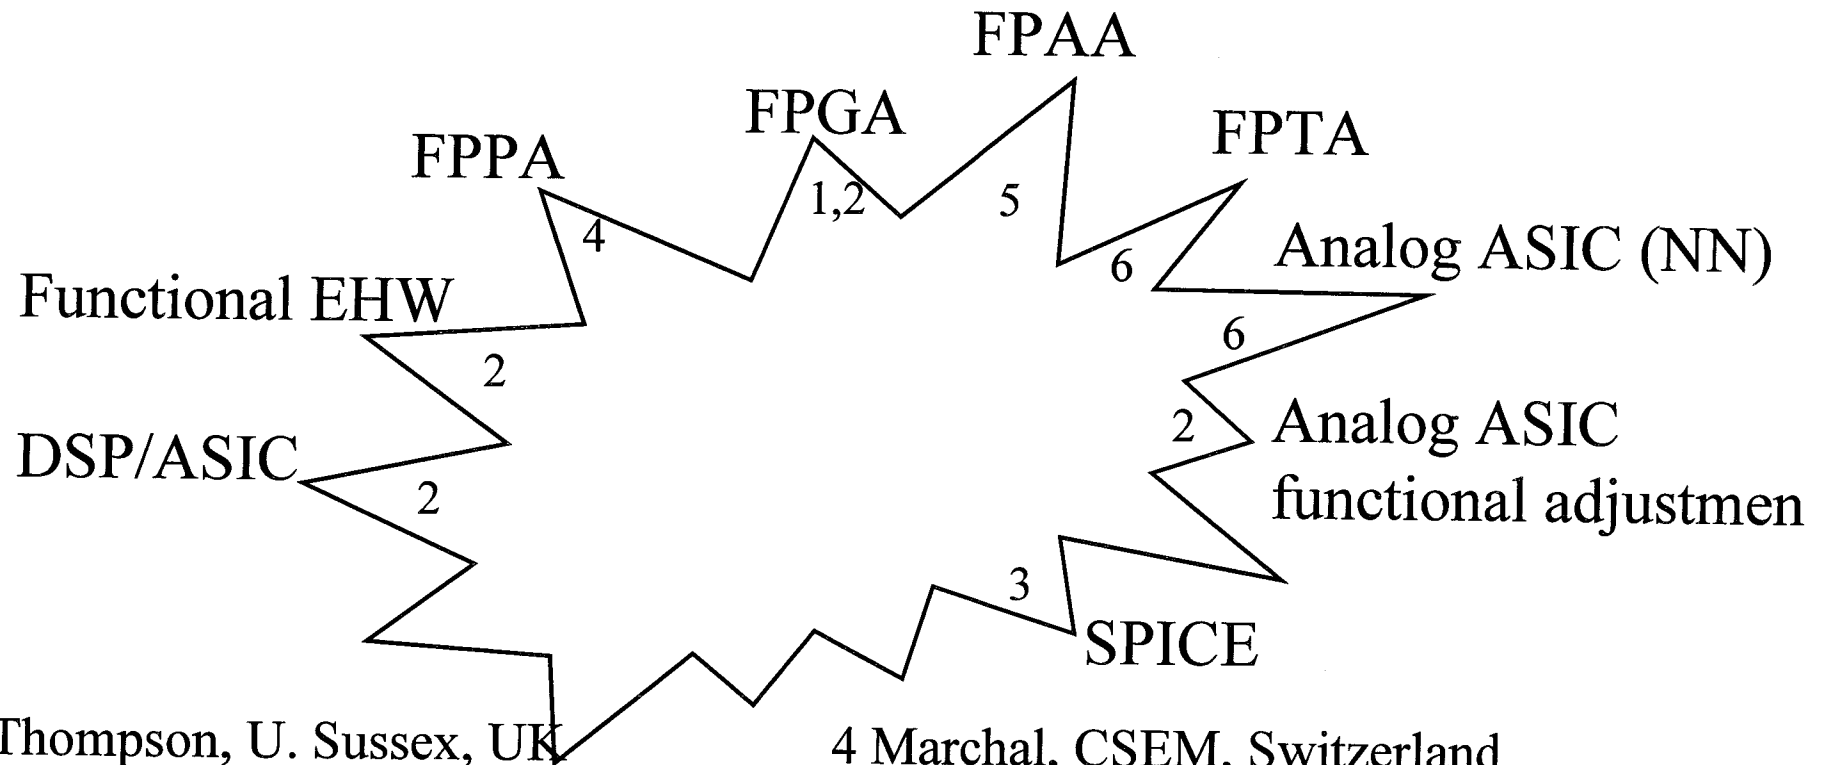 FPAA
FPGA
FPTA
FPPA
1,2
5
4
Analog ASIC (NN)
6
Functional EHW
6
2
Analog ASIC
2
DSP/ASIC
functional adjustmen
2
3
SPICE
Thompson, U. Sussex, UK
4 Marchal, CSEM, Switzerland